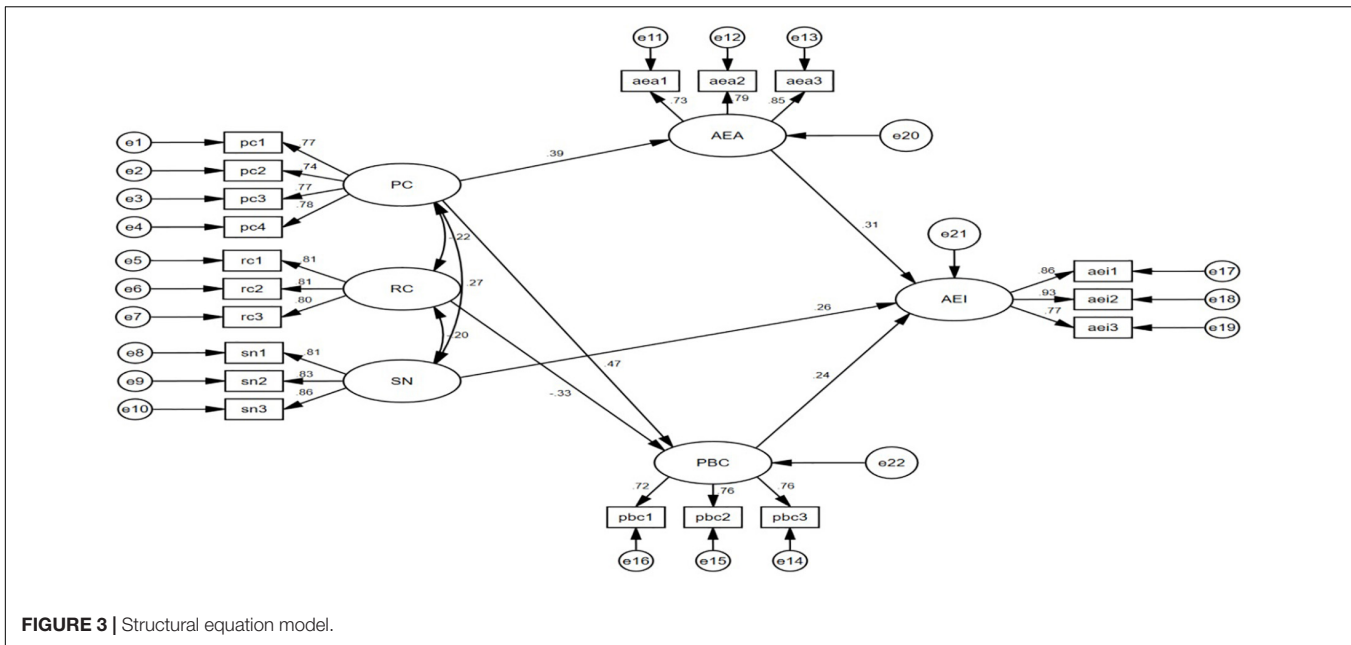 e11 e12 e13
aea1 aea2 aea3
.73 .79 .85
AEA e20
e1 pc1 .77
e2 pc2 .74
e3 pc3 .77
e4 pc4 .78
PC
.39
e5 rc1 .81
e6 rc2 .81
e7 rc3 .80
RC
-.22
.27
-.20
e8 sn1 .81
e9 sn2 .83
e10 sn3 .86
SN
.31
.26
.47
-.33
.24
e21
AEI
.86 aei1 e17
.93 aei2 e18
.77 aei3 e19
PBC e22
.72 .76 .76
pbc1 pbc2 pbc3
e16 e15 e14
FIGURE 3 | Structural equation model.